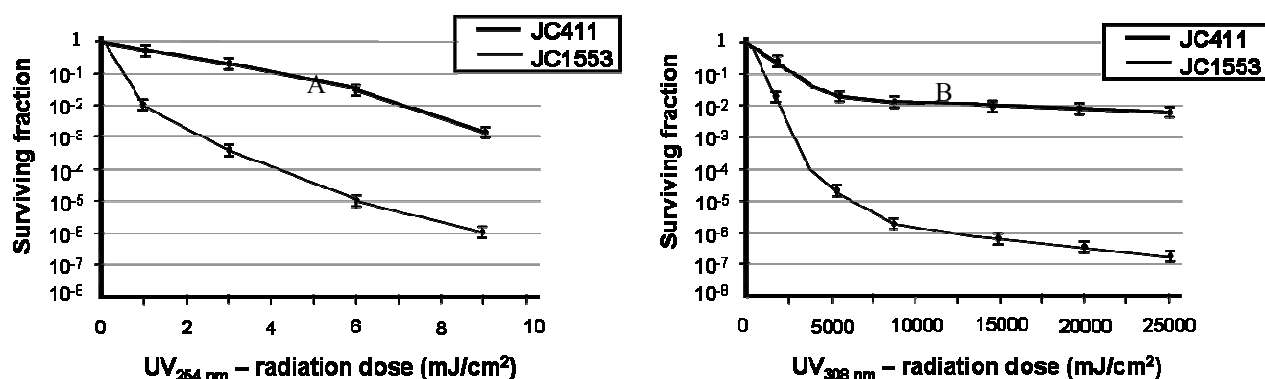 JC411
JC1553
1
10⁻¹
10⁻²
10⁻³
10⁻⁴
10⁻⁵
10⁻⁶
10⁻⁷
10⁻⁸
Surviving fraction
A
0 2 4 6 8 10
UV254 nm – radiation dose (mJ/cm²)
JC411
JC1553
1
10⁻¹
10⁻²
10⁻³
10⁻⁴
10⁻⁵
10⁻⁶
10⁻⁷
10⁻⁸
Surviving fraction
B
0 5000 10000 15000 20000 25000
UV308 nm – radiation dose (mJ/cm²)